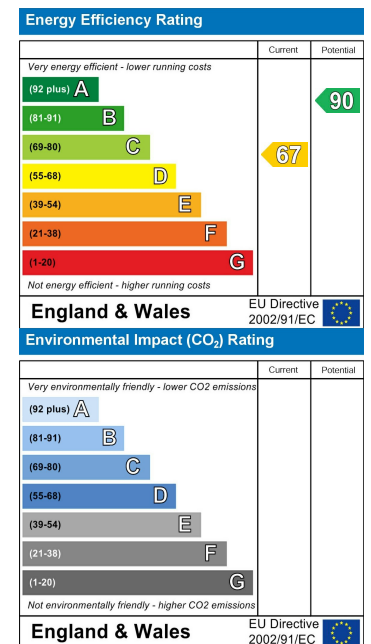 Energy Efficiency Rating
Current Potential
Very energy efficient - lower running costs
(92 plus) A
(81-91) B
(69-80) C
(55-68) D
(39-54) E
(21-38) F
(1-20) G
90
67
Not energy efficient - higher running costs
England & Wales
EU Directive
2002/91/EC
Environmental Impact (CO₂) Rating
Current Potential
Very environmentally friendly - lower CO2 emissions
(92 plus) A
(81-91) B
(69-80) C
(55-68) D
(39-54) E
(21-38) F
(1-20) G
Not environmentally friendly - higher CO2 emissions
England & Wales
EU Directive
2002/91/EC